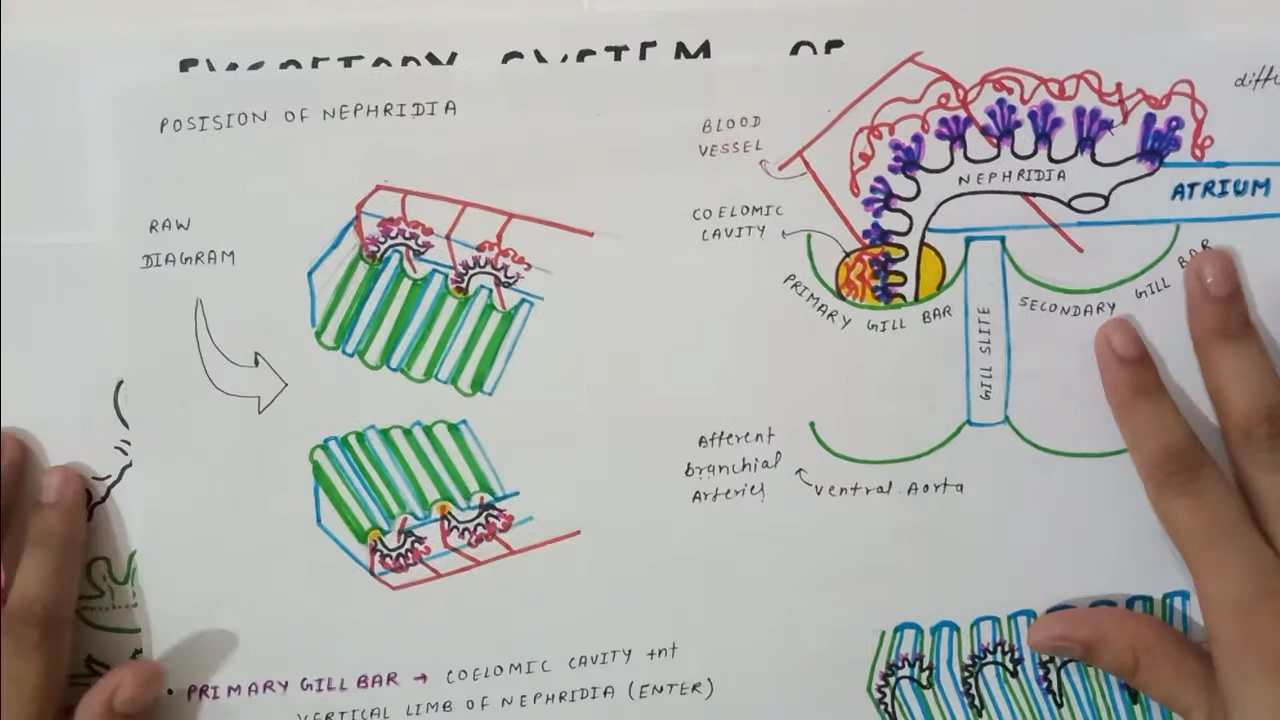 POSISION OF NEPHRIDIA
RAW
DIAGRAM
BLOOD
VESSEL
COELOMIC
CAVITY
NEPHRIDIA
ATRIUM
PRIMARY GILL BAR
GILL SLITE
SECONDARY GILL BAR
Afferent
branchial
Arteries
ventral Aorta
• PRIMARY GILL BAR → COELOMIC CAVITY +nt
VERTICAL LIMB OF NEPHRIDIA (ENTER)